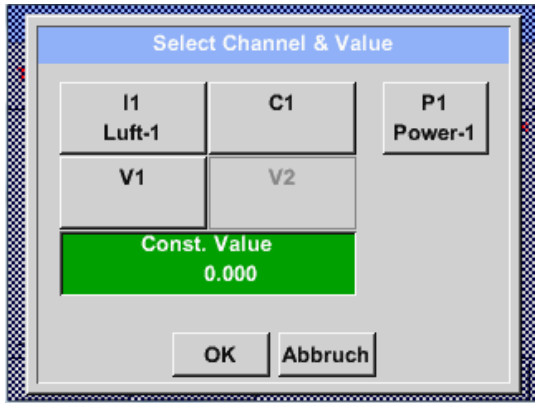 Select Channel & Value
I1 C1 P1
Luft-1 Power-1
V1 V2
Const. Value
0.000
OK Abbruch